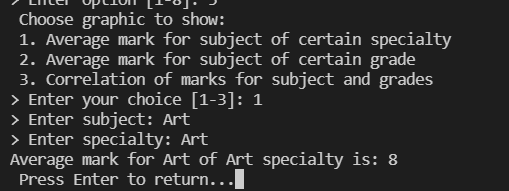 > Enter option [1-8]: 5
Choose graphic to show:
1. Average mark for subject of certain specialty
2. Average mark for subject of certain grade
3. Correlation of marks for subject and grades
> Enter your choice [1-3]: 1
> Enter subject: Art
> Enter specialty: Art
Average mark for Art of Art specialty is: 8
Press Enter to return...